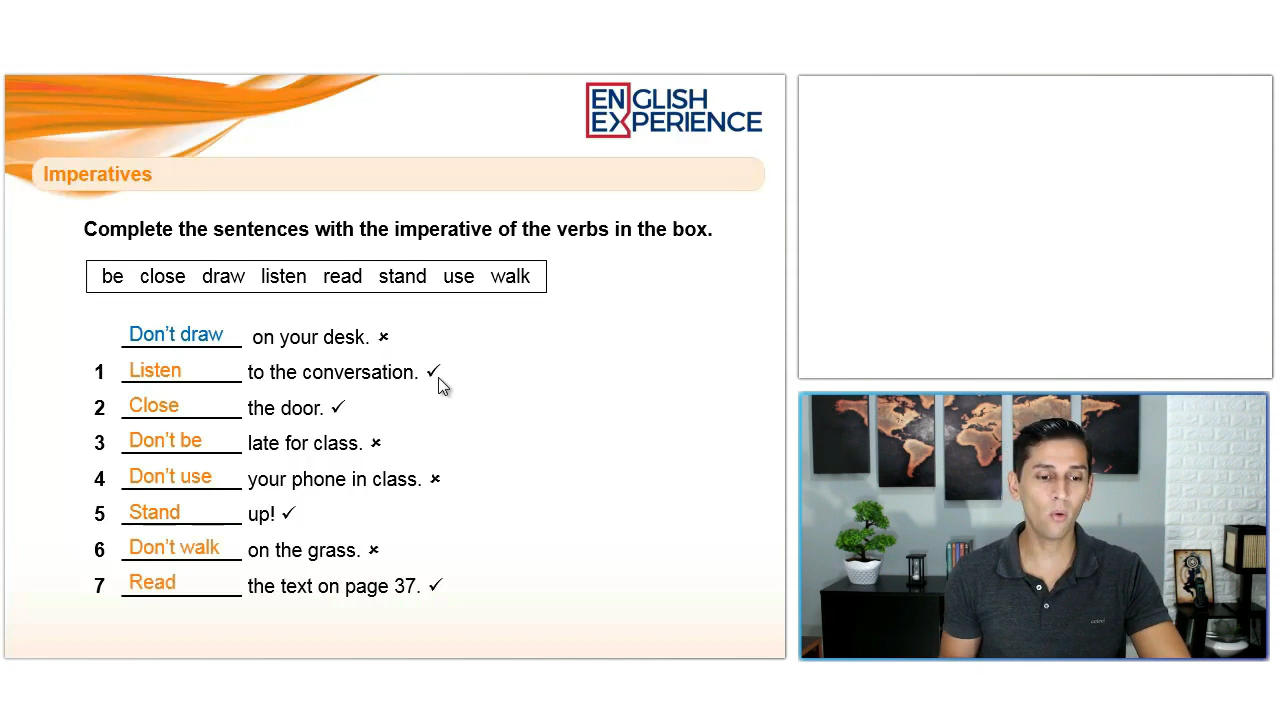 ENGLISH
EXPERIENCE
Imperatives
Complete the sentences with the imperative of the verbs in the box.
be close draw listen read stand use walk
Don't draw on your desk. ×
1 Listen to the conversation. ✓
2 Close the door. ✓
3 Don't be late for class. ×
4 Don't use your phone in class. ×
5 Stand up! ✓
6 Don't walk on the grass. ×
7 Read the text on page 37. ✓